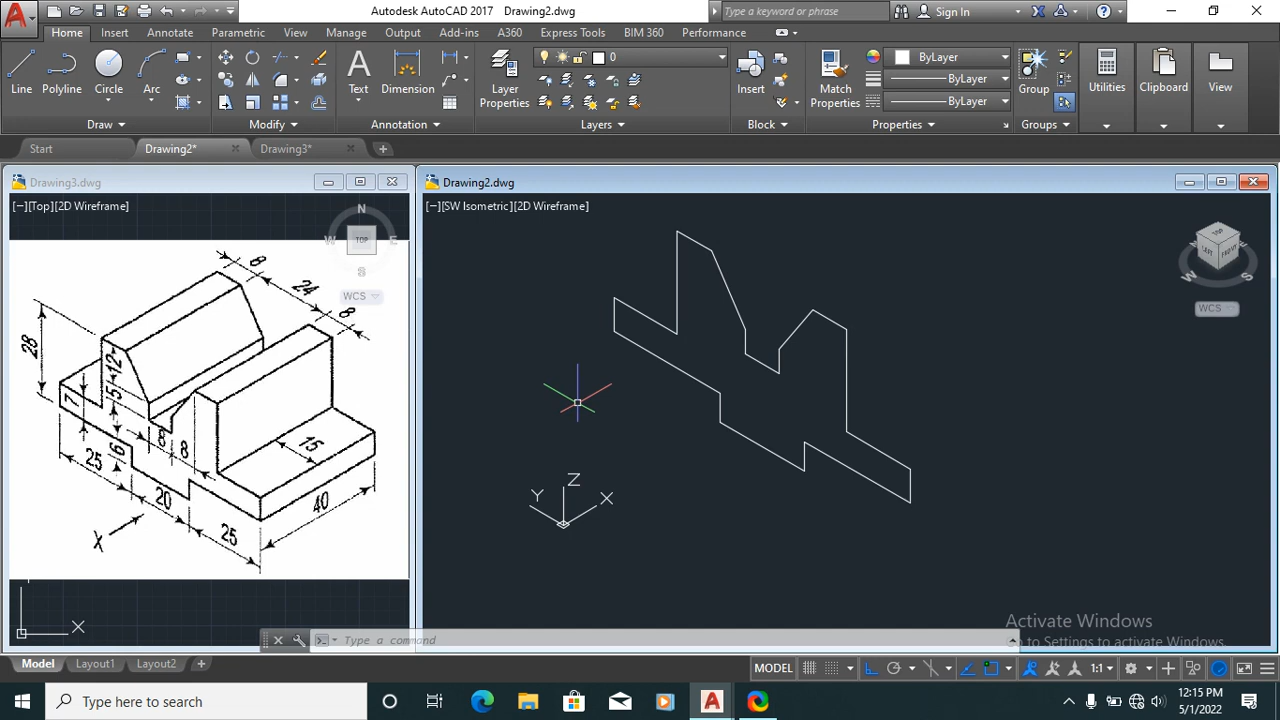 Autodesk AutoCAD 2017 Drawing2.dwg
Type a keyword or phrase
Sign In
Home Insert Annotate Parametric View Manage Output Add-ins A360 Express Tools BIM 360 Performance
Line Polyline Circle Arc
Text Dimension
Layer Properties
0
Insert
Match Properties
ByLayer
ByLayer
ByLayer
Group
Utilities
Clipboard
View
Draw Modify Annotation Layers Block Properties Groups
Start Drawing2* Drawing3*
Drawing3.dwg
[−][Top][2D Wireframe]
N
W TOP E
S
WCS
8
24
8
28
12
5
7
6
8
8
15
25
20
25
40
X
X
Drawing2.dwg
[−][SW Isometric][2D Wireframe]
TOP
LEFT FRONT
W S
WCS
Z
Y X
Activate Windows
Go to Settings to activate Windows.
Type a command
Model Layout1 Layout2
MODEL
1:1
Type here to search
12:15 PM
5/1/2022